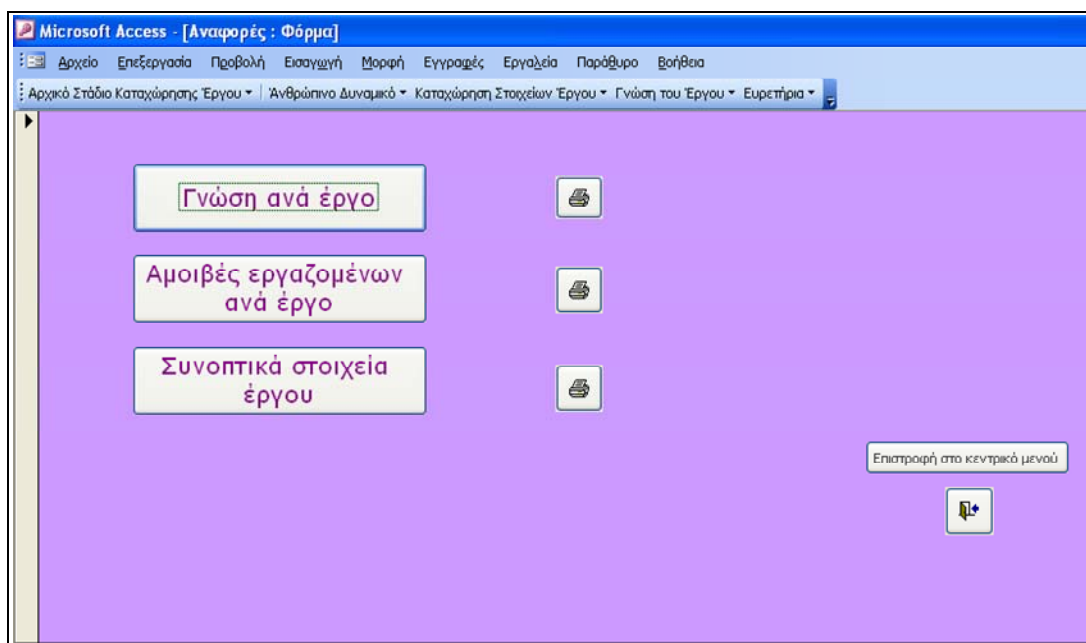 Microsoft Access - [Αναφορές : Φόρμα]
Αρχείο Επεξεργασία Προβολή Εισαγωγή Μορφή Εγγραφές Εργαλεία Παράθυρο Βοήθεια
Αρχικό Στάδιο Καταχώρησης Έργου Άνθρώπινο Δυναμικό Καταχώρηση Στοιχείων Έργου Γνώση του Έργου Ευρετήρια
Γνώση ανά έργο
Αμοιβές εργαζομένων
ανά έργο
Συνοπτικά στοιχεία
έργου
Επιστροφή στο κεντρικό μενού